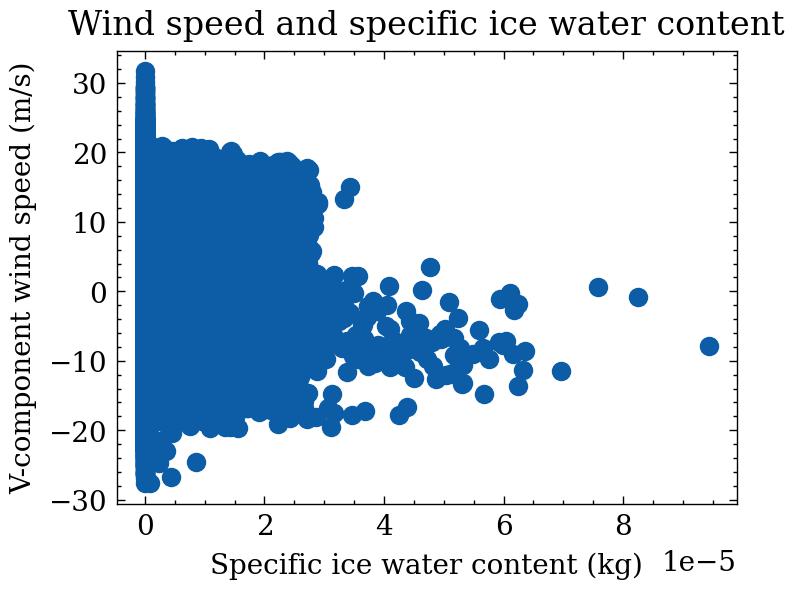 Wind speed and specific ice water content
V-component wind speed (m/s)
30
20
10
0
−10
−20
−30
0 2 4 6 8
1e−5
Specific ice water content (kg)